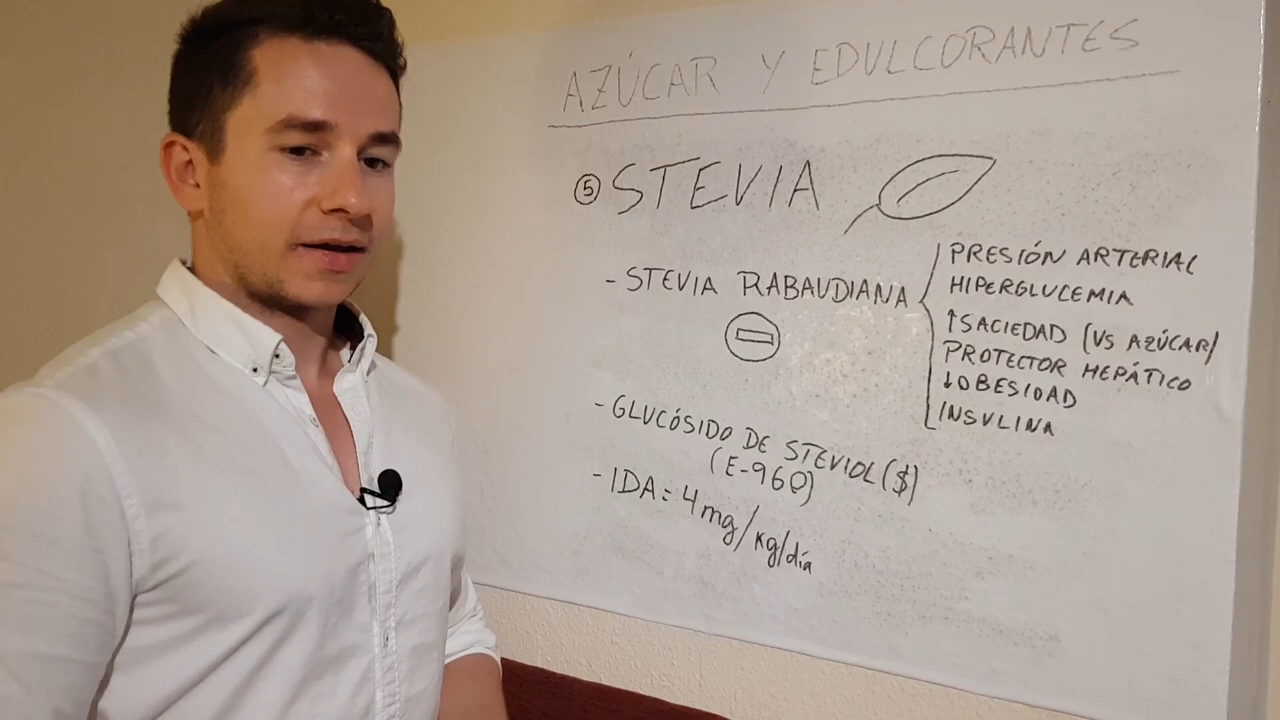 AZÚCAR Y EDULCORANTES
⑤ STEVIA
- STEVIA RABAUDIANA
PRESIÓN ARTERIAL
HIPERGLUCEMIA
↑SACIEDAD (VS AZÚCAR)
PROTECTOR HEPÁTICO
↓OBESIDAD
INSULINA
- GLUCÓSIDO DE STEVIOL ($)
(E-960)
- IDA = 4 mg/kg/día